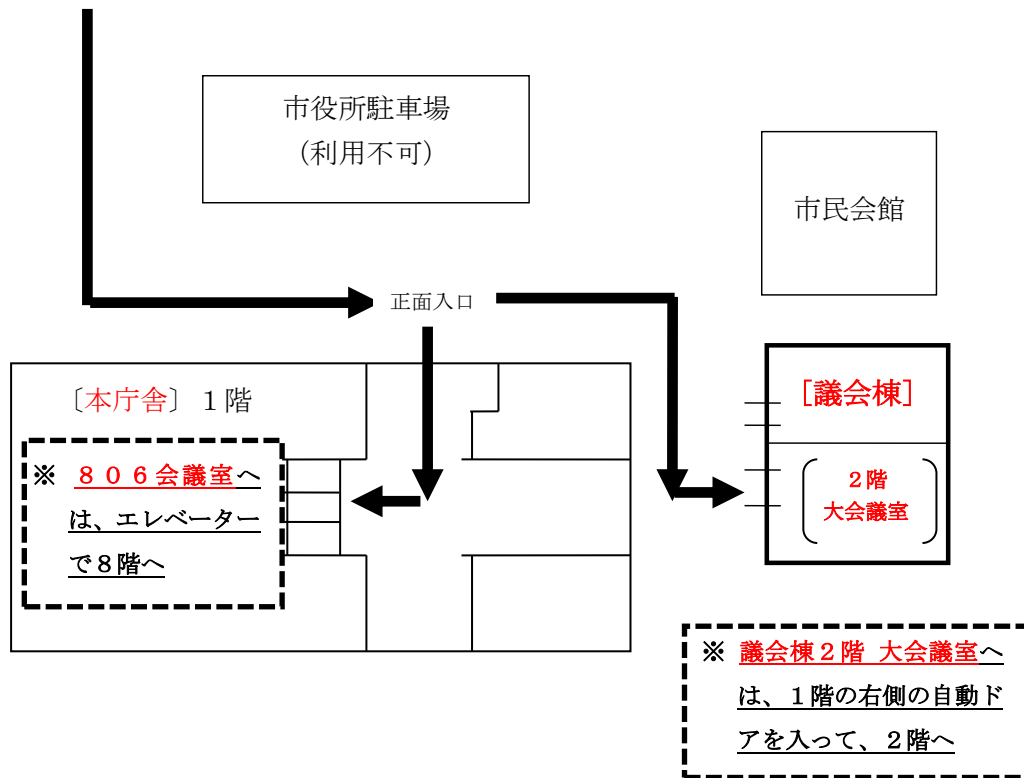 市役所駐車場
（利用不可）
市民会館
正面入口
〔本庁舎〕１階
※ ８０６会議室へ
は、エレベーター
で８階へ
［議会棟］
２階
大会議室
※ 議会棟２階 大会議室へ
は、１階の右側の自動ド
アを入って、２階へ